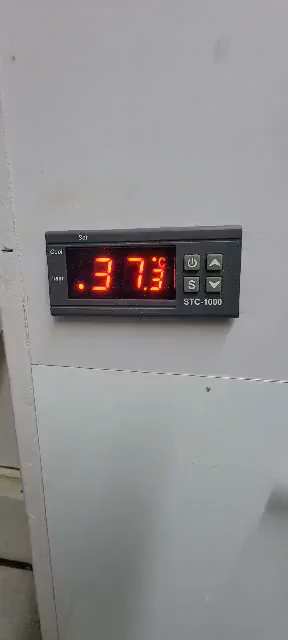 Set
Cool
Heat
.37.3°C
S
STC-1000